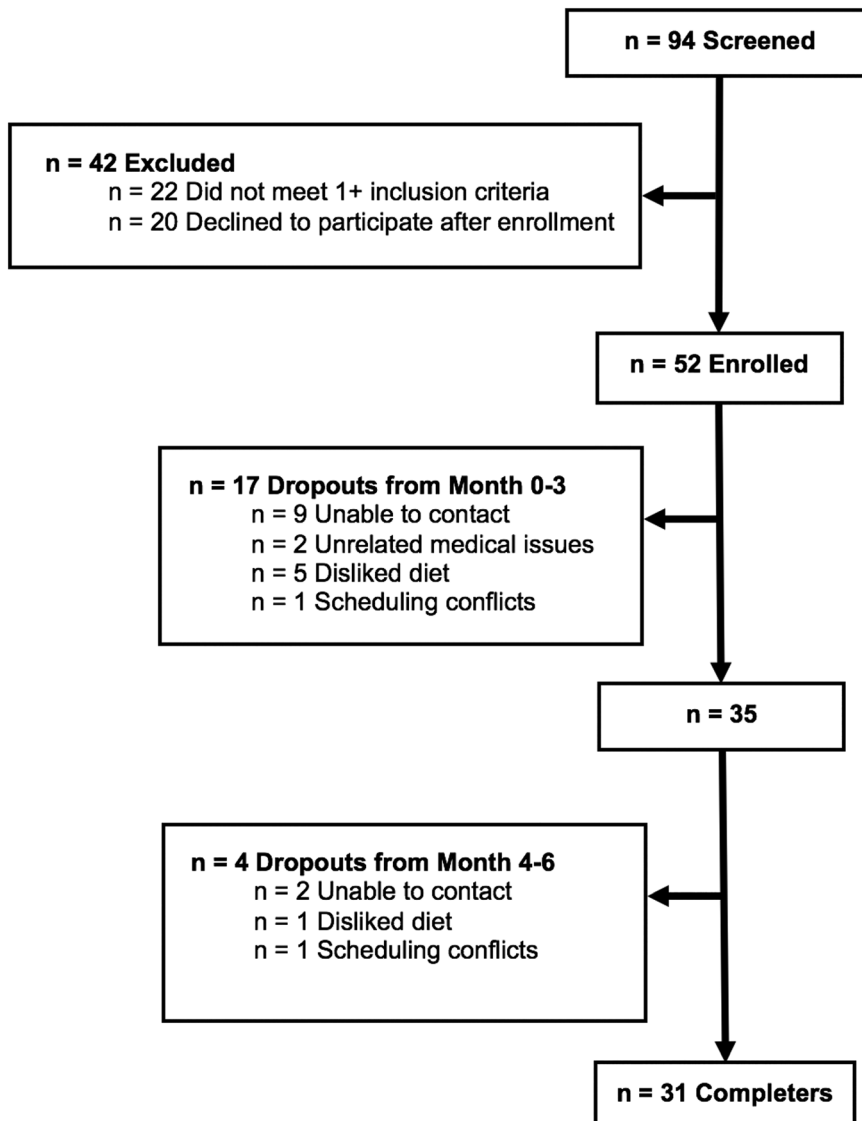 n = 94 Screened
n = 42 Excluded
n = 22 Did not meet 1+ inclusion criteria
n = 20 Declined to participate after enrollment
n = 52 Enrolled
n = 17 Dropouts from Month 0-3
n = 9 Unable to contact
n = 2 Unrelated medical issues
n = 5 Disliked diet
n = 1 Scheduling conflicts
n = 35
n = 4 Dropouts from Month 4-6
n = 2 Unable to contact
n = 1 Disliked diet
n = 1 Scheduling conflicts
n = 31 Completers